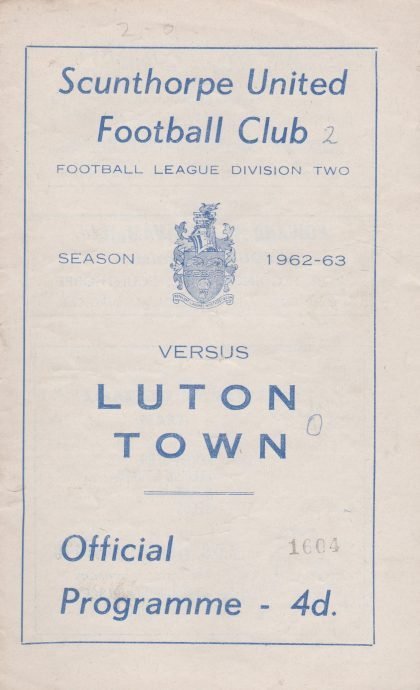 2-0
Scunthorpe United
Football Club 2
FOOTBALL LEAGUE DIVISION TWO
SEASON 1962-63
VERSUS
LUTON
TOWN 0
Official 1604
Programme - 4d.